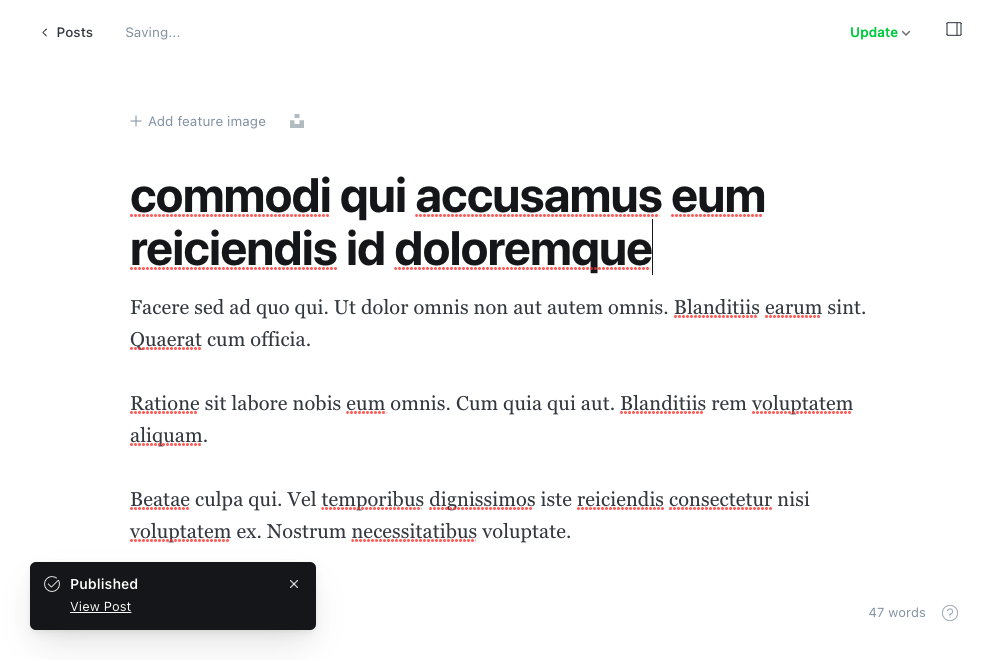 Posts
Saving...
Update
Add feature image
commodi qui accusamus eum
reiciendis id doloremque
Facere sed ad quo qui. Ut dolor omnis non aut autem omnis. Blanditiis earum sint.
Quaerat cum officia.
Ratione sit labore nobis eum omnis. Cum quia qui aut. Blanditiis rem voluptatem
aliquam.
Beatae culpa qui. Vel temporibus dignissimos iste reiciendis consectetur nisi
voluptatem ex. Nostrum necessitatibus voluptate.
Published
View Post
47 words